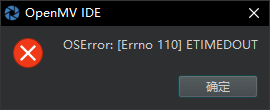 OpenMV IDE
OSError: [Errno 110] ETIMEDOUT
确定